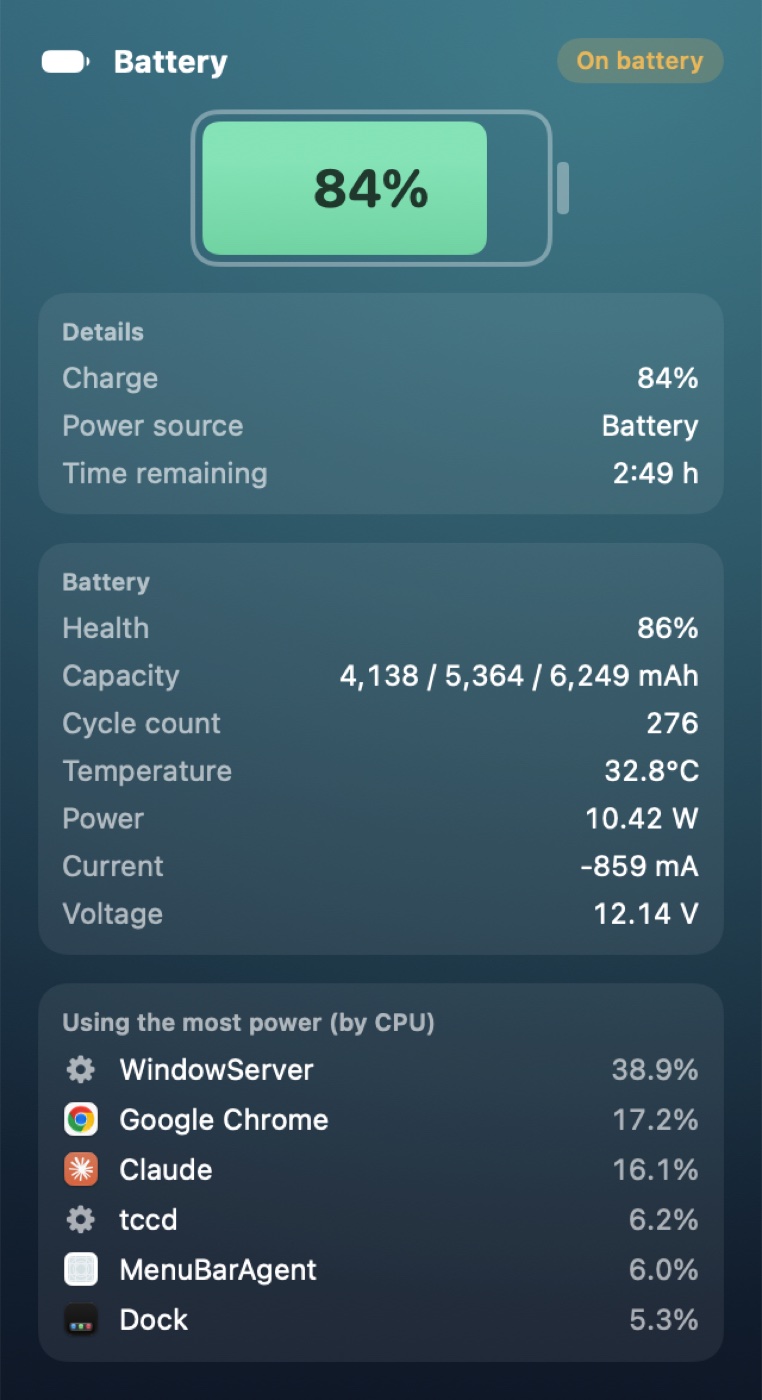 Battery
On battery
84%
Details
Charge 84%
Power source Battery
Time remaining 2:49 h
Battery
Health 86%
Capacity 4,138 / 5,364 / 6,249 mAh
Cycle count 276
Temperature 32.8°C
Power 10.42 W
Current -859 mA
Voltage 12.14 V
Using the most power (by CPU)
WindowServer 38.9%
Google Chrome 17.2%
Claude 16.1%
tccd 6.2%
MenuBarAgent 6.0%
Dock 5.3%